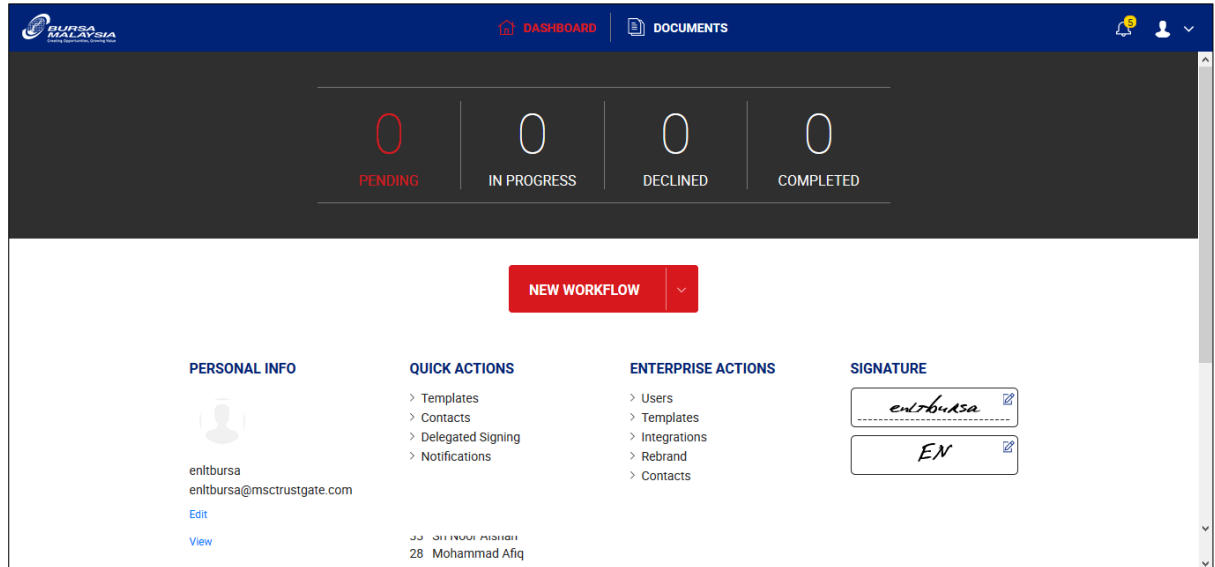 BURSA
MALAYSIA
Creating Opportunities, Growing Value
DASHBOARD
DOCUMENTS
5
0
PENDING
0
IN PROGRESS
0
DECLINED
0
COMPLETED
NEW WORKFLOW
PERSONAL INFO
enltbursa
enltbursa@msctrustgate.com
Edit
View
QUICK ACTIONS
> Templates
> Contacts
> Delegated Signing
> Notifications
28 Mohammad Afiq
ENTERPRISE ACTIONS
> Users
> Templates
> Integrations
> Rebrand
> Contacts
SIGNATURE
enltbursa
EN